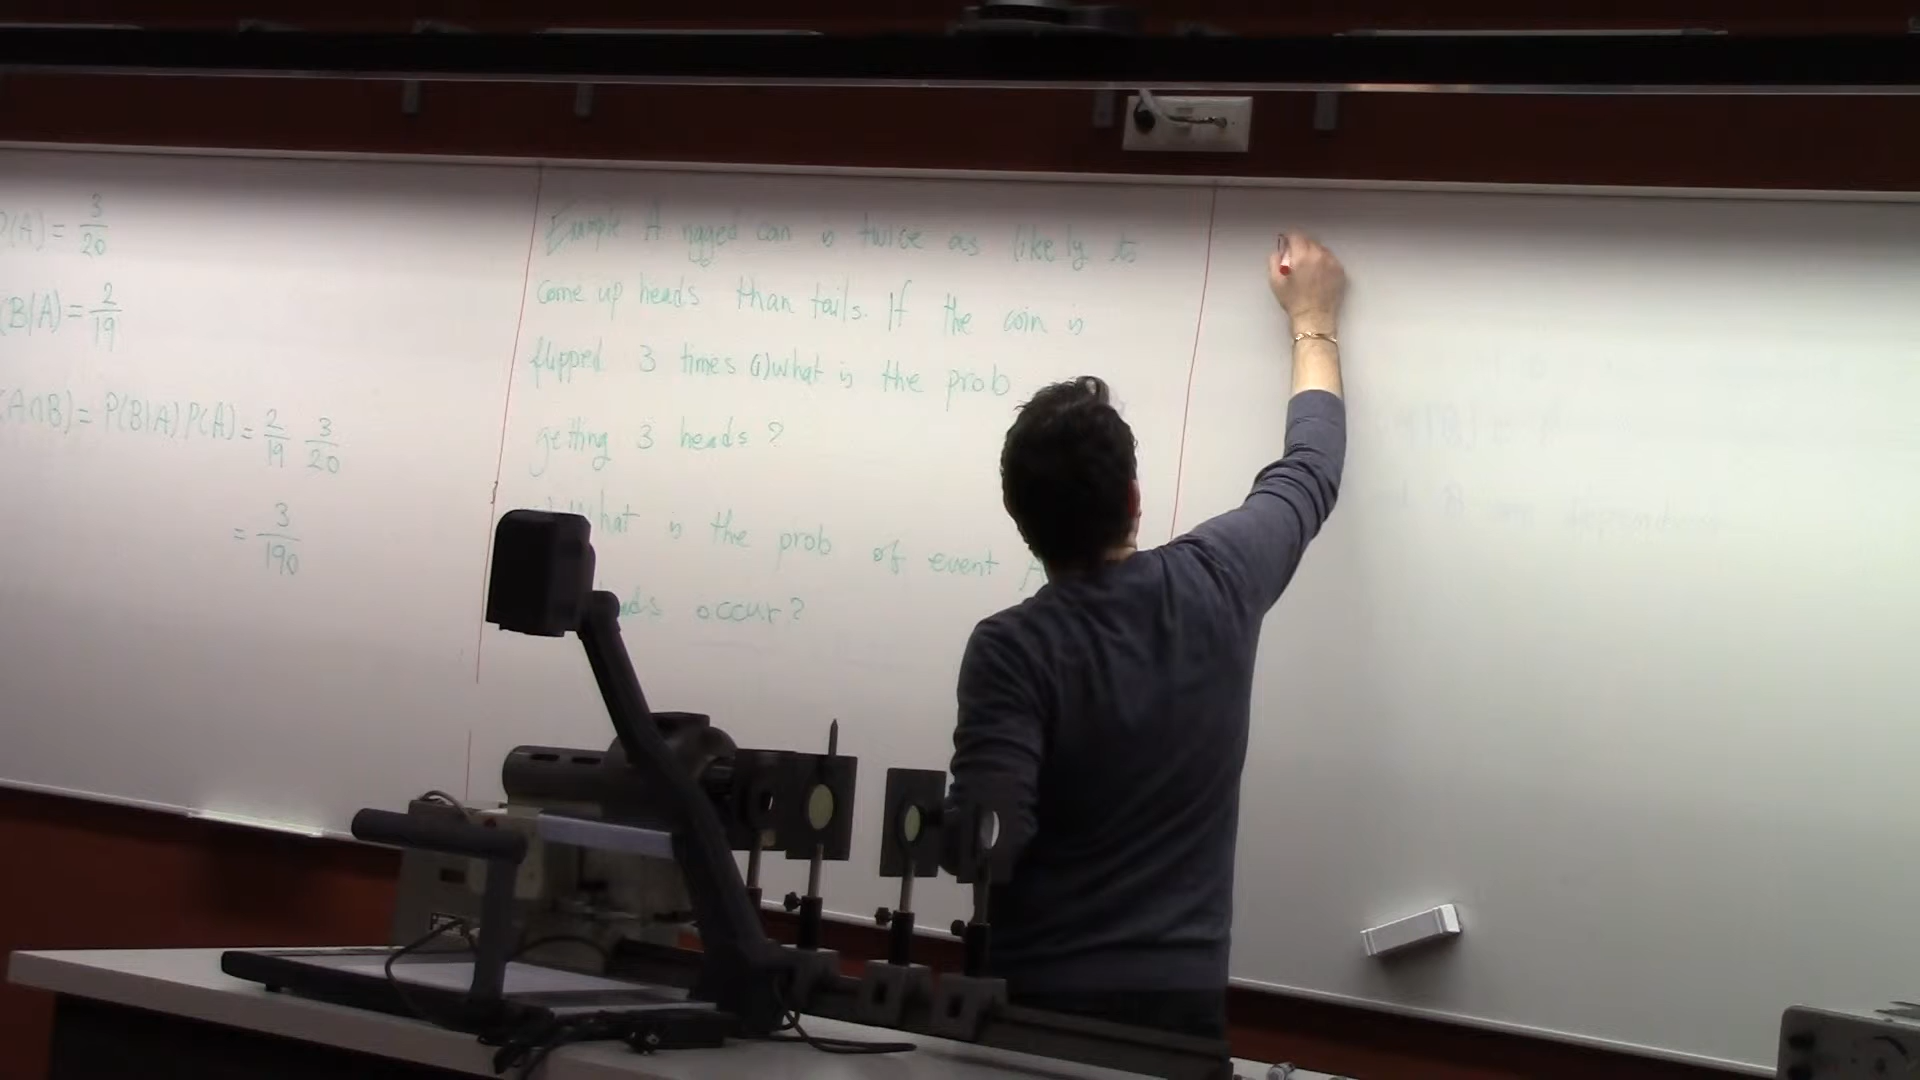 P(A) = 3/20
(B|A) = 2/19
(A∩B) = P(B|A) P(A) = 2/19 3/20
= 3/190
Example A rigged coin is twice as likely to
come up heads than tails. If the coin is
flipped 3 times (1) what is the prob
getting 3 heads?
What is the prob of event A
occur?